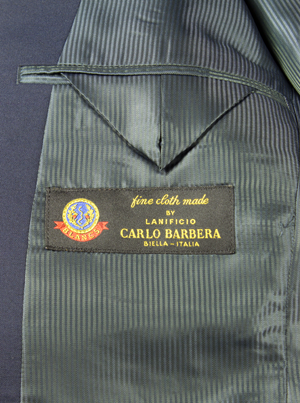 fine cloth made
BY
LANIFICIO
CARLO BARBERA
BIELLA - ITALIA